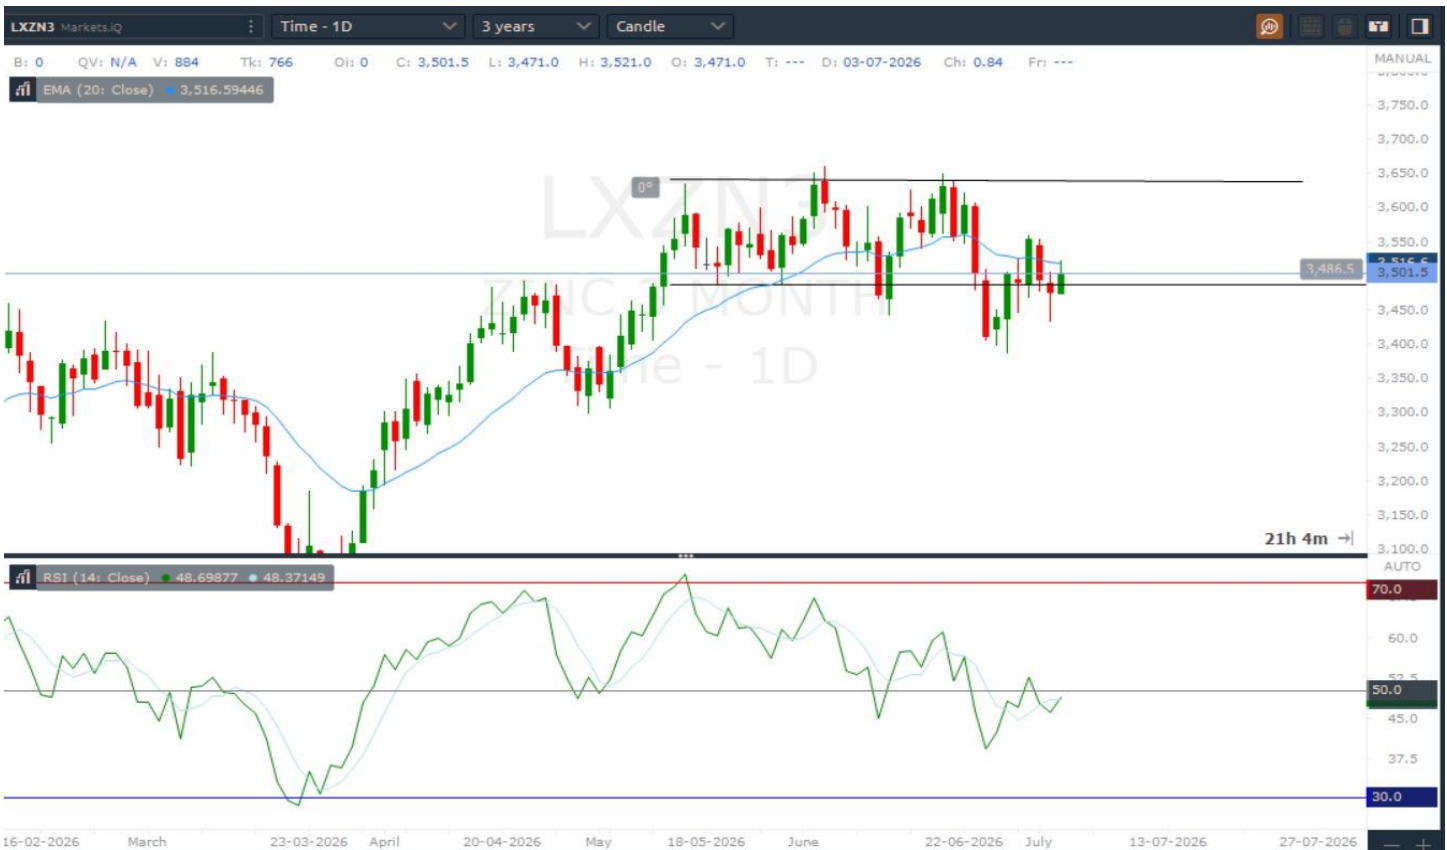 LXZN3 Markets.iQ
Time - 1D
3 years
Candle
B: 0 QV: N/A V: 884 Tk: 766 Oi: 0 C: 3,501.5 L: 3,471.0 H: 3,521.0 O: 3,471.0 T: --- D: 03-07-2026 Ch: 0.84 Fr: ---
MANUAL
EMA (20: Close) 3,516.59446
LXZN3
ZINC 3 MONTH
Time - 1D
0°
3,486.5
3,750.0
3,700.0
3,650.0
3,600.0
3,550.0
3,516.6
3,501.5
3,450.0
3,400.0
3,350.0
3,300.0
3,250.0
3,200.0
3,150.0
3,100.0
21h 4m
AUTO
RSI (14: Close) 48.69877 48.37149
70.0
60.0
52.5
50.0
45.0
37.5
30.0
16-02-2026 March 23-03-2026 April 20-04-2026 May 18-05-2026 June 22-06-2026 July 13-07-2026 27-07-2026